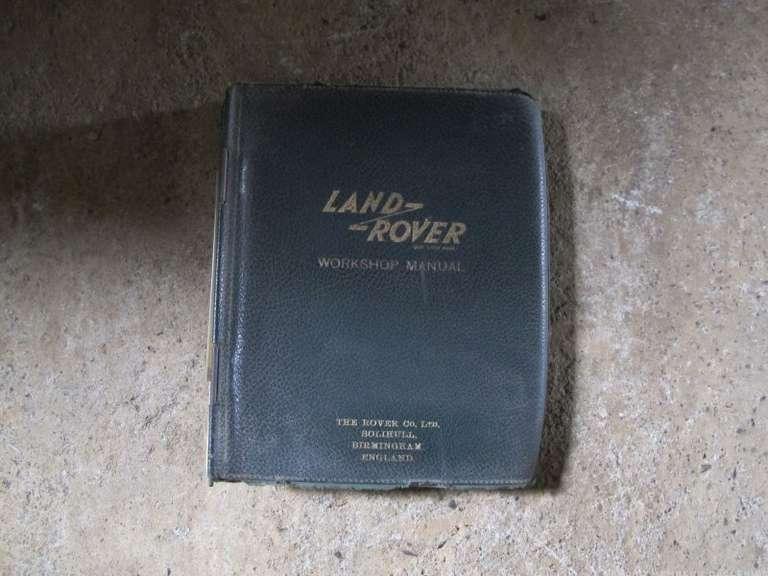 LAND
ROVER
WORKSHOP MANUAL
THE ROVER CO. LTD.
SOLIHULL,
BIRMINGHAM
ENGLAND